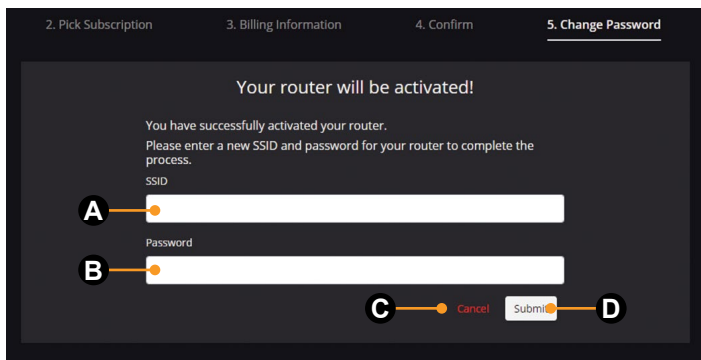 2. Pick Subscription 3. Billing Information 4. Confirm 5. Change Password
Your router will be activated!
You have successfully activated your router.
Please enter a new SSID and password for your router to complete the
process.
SSID
A
Password
B
C Cancel Submit D